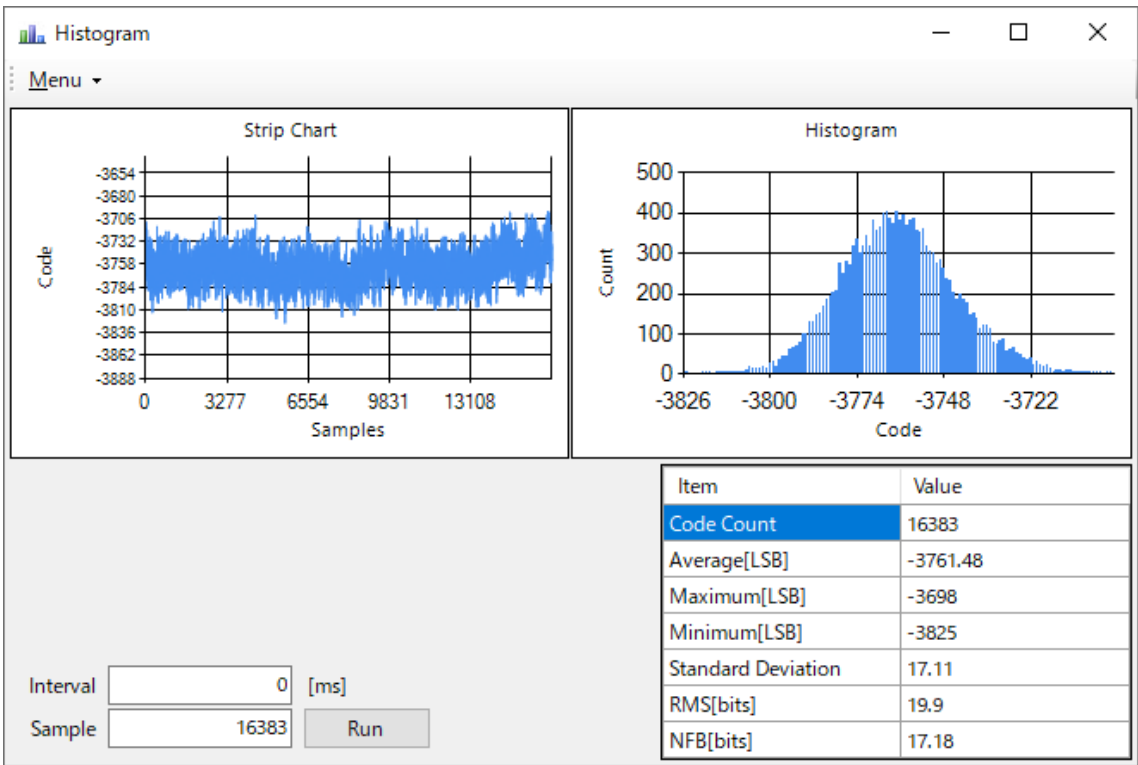 Histogram
Menu
Strip Chart
Code
-3654
-3680
-3706
-3732
-3758
-3784
-3810
-3836
-3862
-3888
0 3277 6554 9831 13108
Samples
Histogram
Count
500
400
300
200
100
0
-3826 -3800 -3774 -3748 -3722
Code
Item Value
Code Count 16383
Average[LSB] -3761.48
Maximum[LSB] -3698
Minimum[LSB] -3825
Standard Deviation 17.11
RMS[bits] 19.9
NFB[bits] 17.18
Interval 0 [ms]
Sample 16383 Run